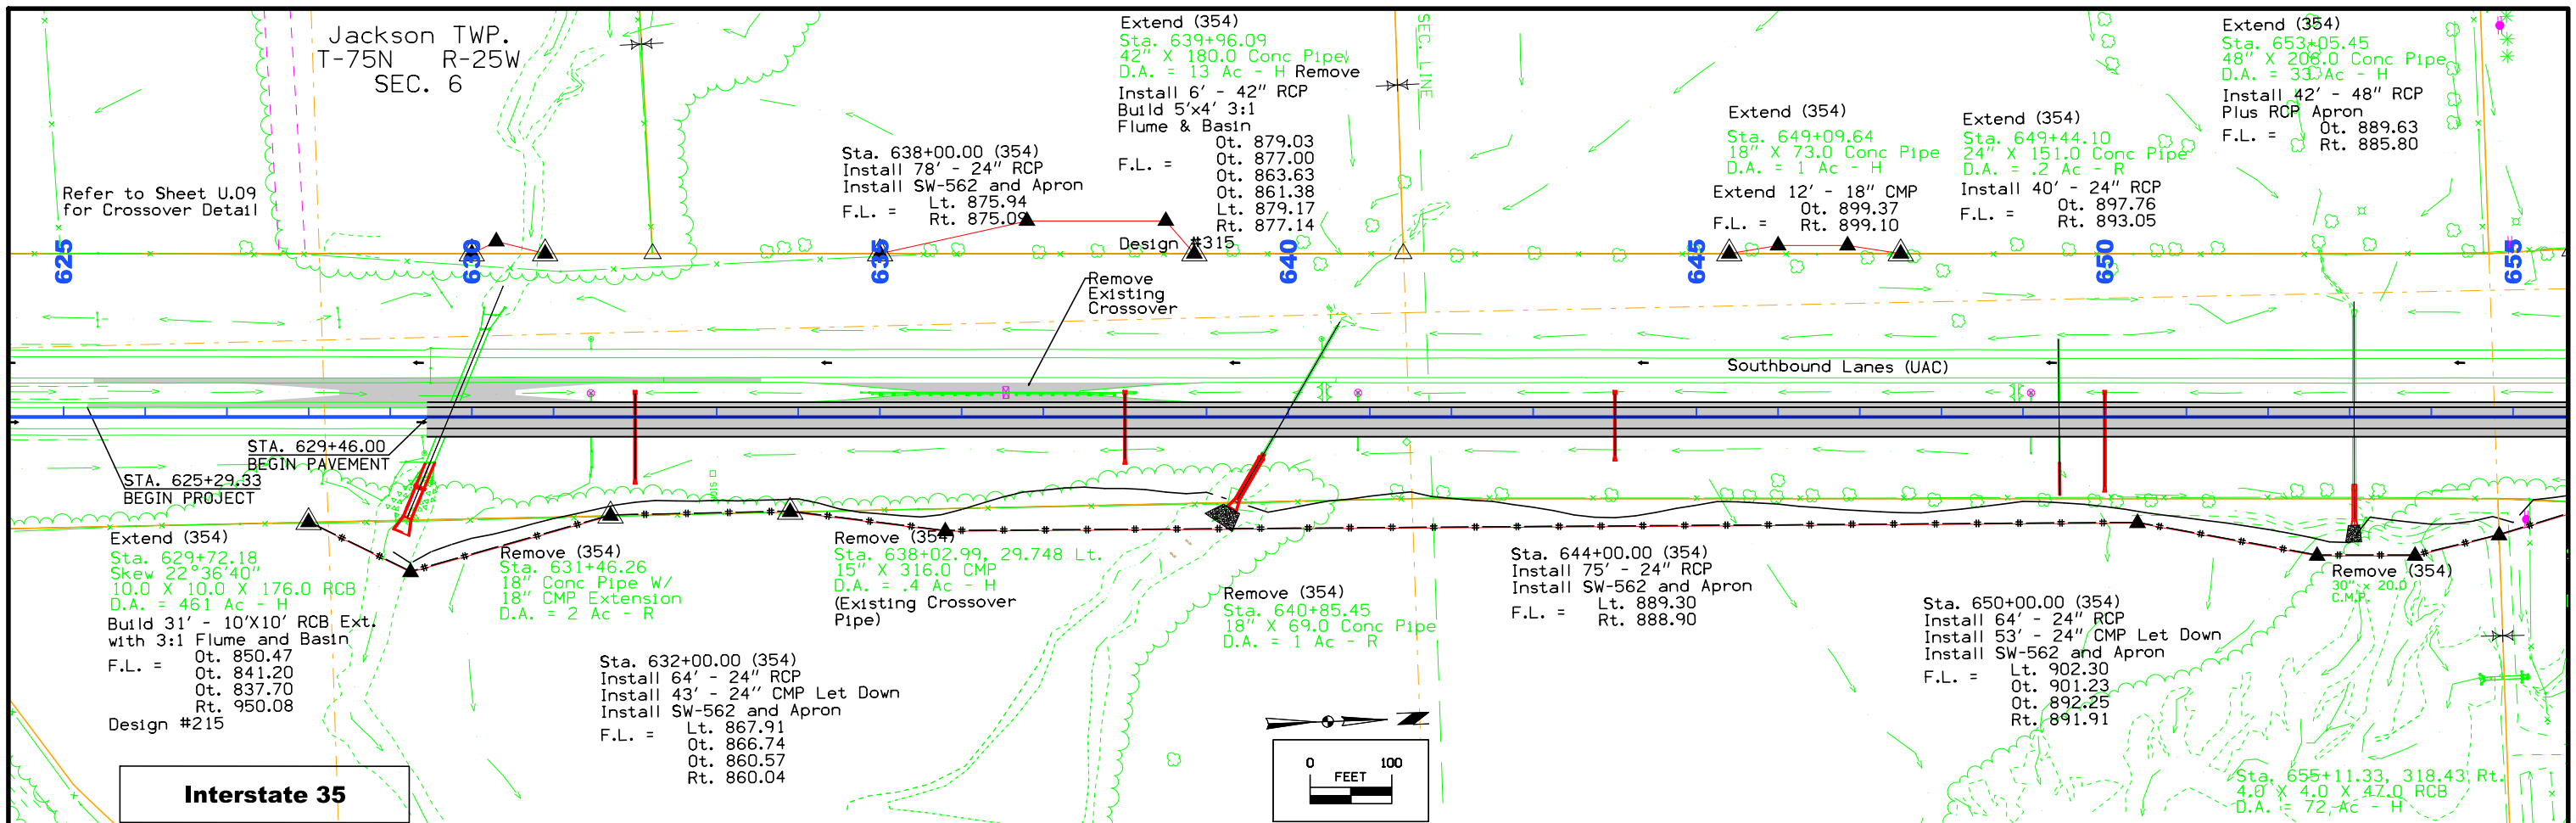 Jackson TWP.
T-75N R-25W
SEC. 6
Refer to Sheet U.09
for Crossover Detail
Sta. 638+00.00 (354)
Install 78' - 24" RCP
Install SW-562 and Apron
F.L. = Lt. 875.94
Rt. 875.09
Extend (354)
Sta. 639+96.09
42" X 180.0 Conc Pipe
D.A. = 13 Ac - H Remove
Install 6' - 42" RCP
Build 5'x4' 3:1
Flume & Basin
F.L. = Ot. 879.03
Ot. 877.00
Ot. 863.63
Ot. 861.38
Lt. 879.17
Rt. 877.14
Design #315
SEC. LINE
Extend (354)
Sta. 649+09.64
18" X 73.0 Conc Pipe
D.A. = 1 Ac - H
Extend 12' - 18" CMP
F.L. = Ot. 899.37
Rt. 899.10
Extend (354)
Sta. 649+44.10
24" X 151.0 Conc Pipe
D.A. = .2 Ac - R
Install 40' - 24" RCP
F.L. = Ot. 897.76
Rt. 893.05
Extend (354)
Sta. 653+05.45
48" X 206.0 Conc Pipe
D.A. = 33 Ac - H
Install 42' - 48" RCP
Plus RCP Apron
F.L. = Ot. 889.63
Rt. 885.80
625
630
635
640
645
650
655
Remove
Existing
Crossover
Southbound Lanes (UAC)
STA. 629+46.00
BEGIN PAVEMENT
STA. 625+29.33
BEGIN PROJECT
SIGN
Extend (354)
Sta. 629+72.18
Skew 22°36'40"
10.0 X 10.0 X 176.0 RCB
D.A. = 461 Ac - H
Build 31' - 10'X10' RCB Ext.
with 3:1 Flume and Basin
F.L. = Ot. 850.47
Ot. 841.20
Ot. 837.70
Rt. 950.08
Design #215
Remove (354)
Sta. 631+46.26
18" Conc Pipe W/
18" CMP Extension
D.A. = 2 Ac - R
Sta. 632+00.00 (354)
Install 64' - 24" RCP
Install 43' - 24" CMP Let Down
Install SW-562 and Apron
F.L. = Lt. 867.91
Ot. 866.74
Ot. 860.57
Rt. 860.04
Remove (354)
Sta. 638+02.99, 29.748 Lt.
15" X 316.0 CMP
D.A. = .4 Ac - H
(Existing Crossover
Pipe)
Remove (354)
Sta. 640+85.45
18" X 69.0 Conc Pipe
D.A. = 1 Ac - R
Sta. 644+00.00 (354)
Install 75' - 24" RCP
Install SW-562 and Apron
F.L. = Lt. 889.30
Rt. 888.90
Sta. 650+00.00 (354)
Install 64' - 24" RCP
Install 53' - 24" CMP Let Down
Install SW-562 and Apron
F.L. = Lt. 902.30
Ot. 901.23
Ot. 892.25
Rt. 891.91
Remove (354)
30" x 20.0
C.M.P.
Sta. 655+11.33, 318.43 Rt.
4.0 X 4.0 X 47.0 RCB
D.A. = 72 Ac - H
0 100
FEET
Interstate 35